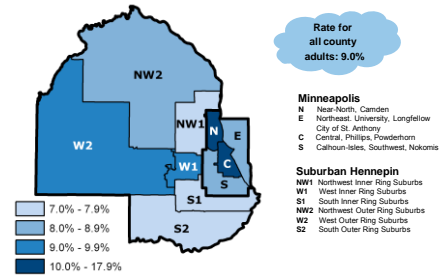 Rate for
all county
adults: 9.0%
NW2
NW1
N
E
W2
W1
C
S
S1
S2
7.0% - 7.9%
8.0% - 8.9%
9.0% - 9.9%
10.0% - 17.9%
Minneapolis
N Near-North, Camden
E Northeast. University, Longfellow
City of St. Anthony
C Central, Phillips, Powderhorn
S Calhoun-Isles, Southwest, Nokomis
Suburban Hennepin
NW1 Northwest Inner Ring Suburbs
W1 West Inner Ring Suburbs
S1 South Inner Ring Suburbs
NW2 Northwest Outer Ring Suburbs
W2 West Outer Ring Suburbs
S2 South Outer Ring Suburbs